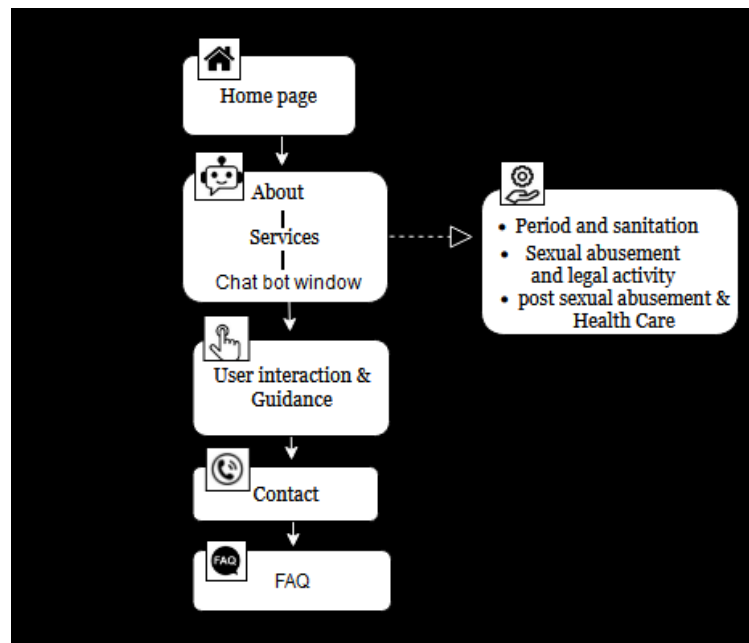 Home page
About
Services
Chat bot window
• Period and sanitation
• Sexual abusement
and legal activity
• post sexual abusement &
Health Care
User interaction &
Guidance
Contact
FAQ
FAQ